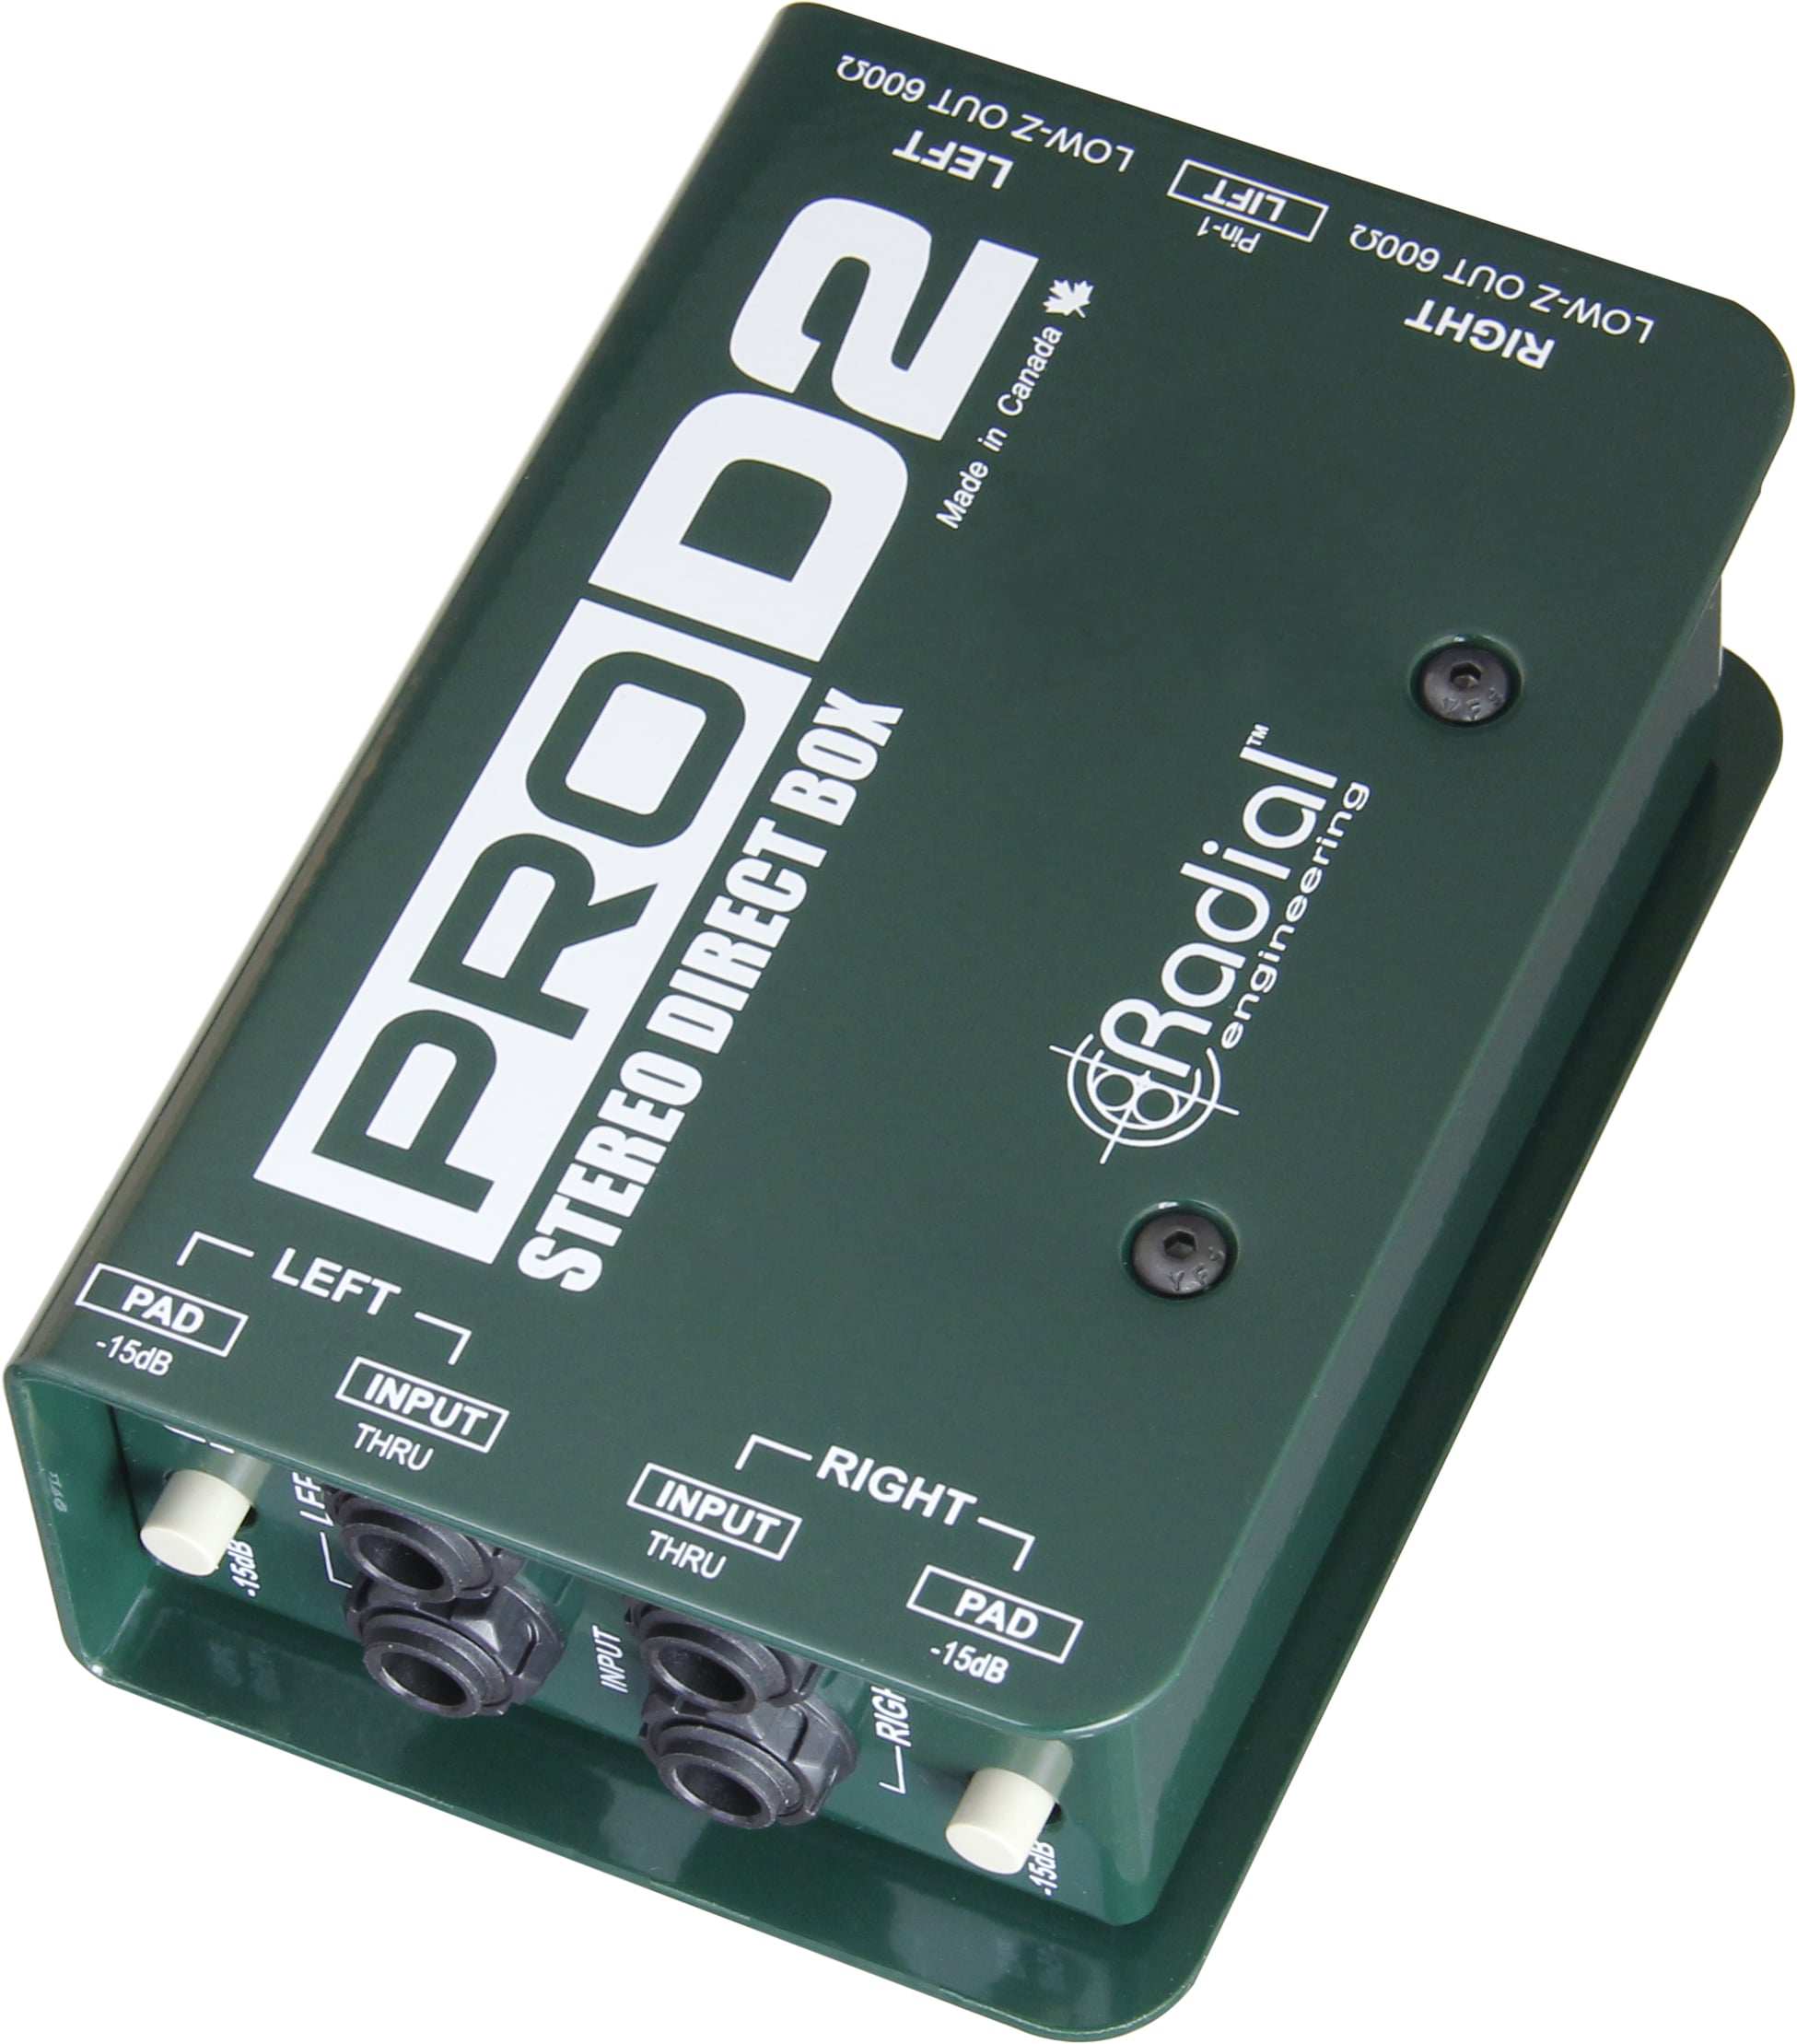 LOW-Z OUT 600Ω
LEFT
Pin-1
LIFT
LOW-Z OUT 600Ω
RIGHT
PRO D2
Made in Canada
STEREO DIRECT BOX
Radial™
engineering
LEFT
PAD
-15dB
INPUT
THRU
RIGHT
INPUT
THRU
PAD
-15dB
-15dB
INPUT
-15dB